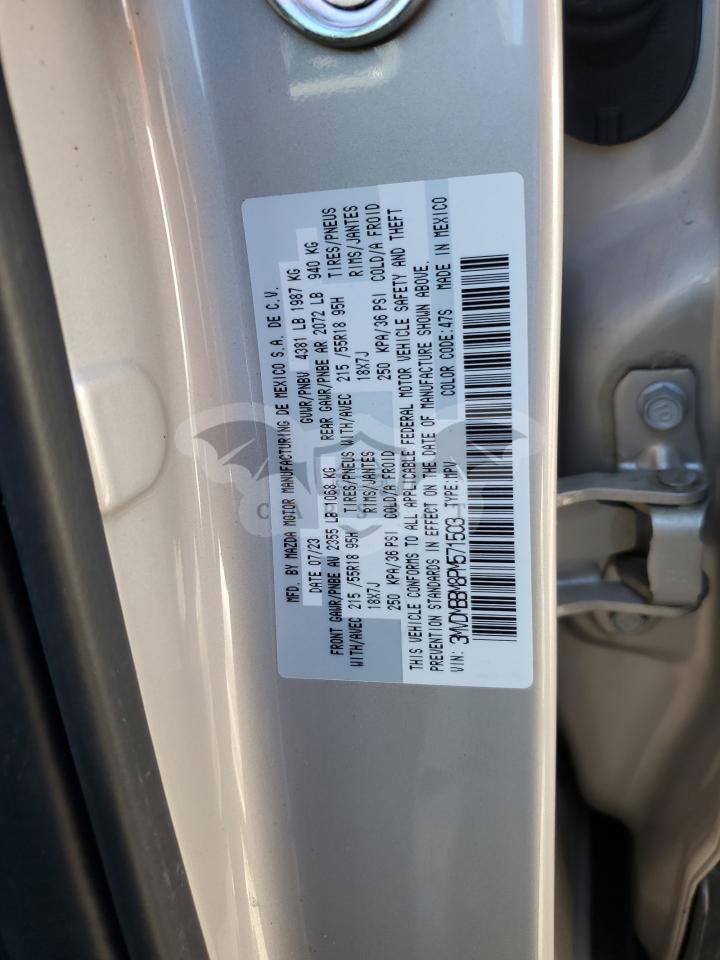 MFD. BY MAZDA MOTOR MANUFACTURING DE MEXICO S.A. DE C.V.
DATE 07/23 GVWR/PNBV 4381 LB 1987 KG
FRONT GAWR/PNBE AV 2355 LB 1068 KG REAR GAWR/PNBE AR 2072 LB 940 KG
WITH/AVEC 215 /55R18 95H TIRES/PNEUS WITH/AVEC 215 /55R18 95H TIRES/PNEUS
18X7J RIMS/JANTES 18X7J RIMS/JANTES
250 KPA/36 PSI COLD/A FROID 250 KPA/36 PSI COLD/A FROID
THIS VEHICLE CONFORMS TO ALL APPLICABLE FEDERAL MOTOR VEHICLE SAFETY AND THEFT
PREVENTION STANDARDS IN EFFECT ON THE DATE OF MANUFACTURE SHOWN ABOVE.
VIN: 3MVDMBBM8PM571503 TYPE:MPV COLOR CODE:47S MADE IN MEXICO